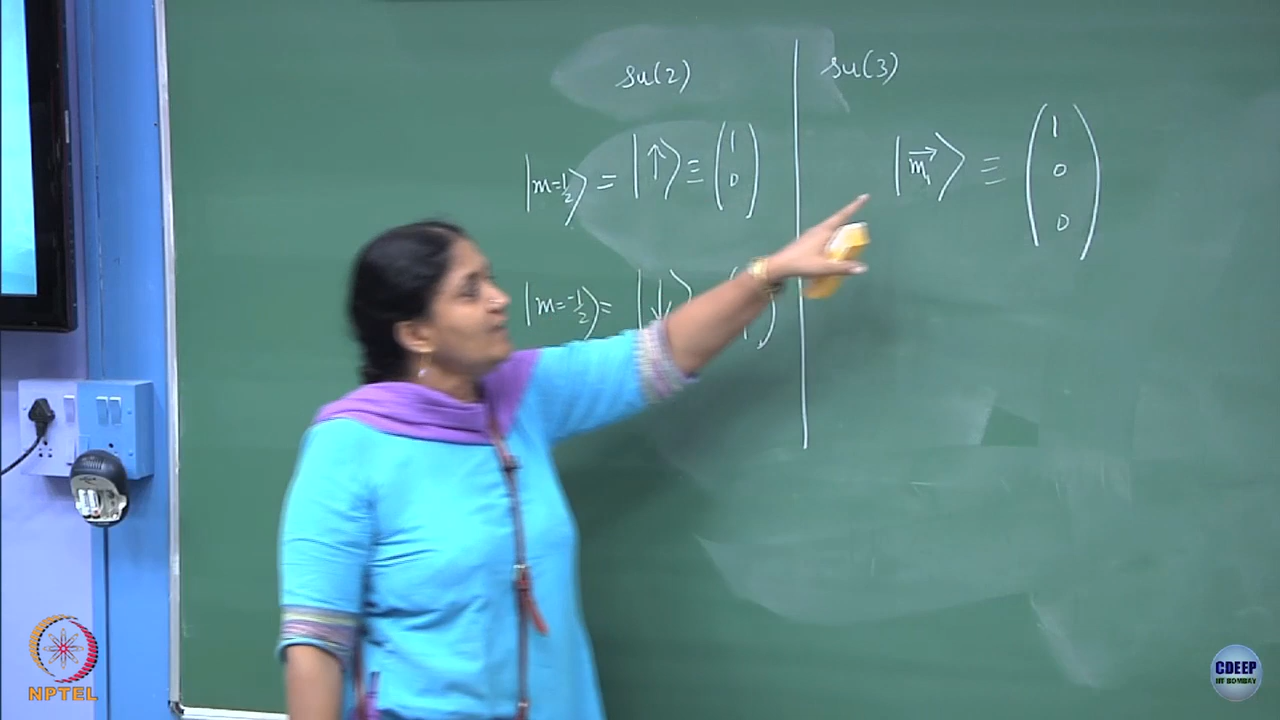 su(2)
|m=½⟩ = |↑⟩ ≡ (1 0)
|m=-½⟩ = |↓⟩
su(3)
|m⃗₁⟩ ≡ (1 0 0)
NPTEL
CDEEP
IIT BOMBAY